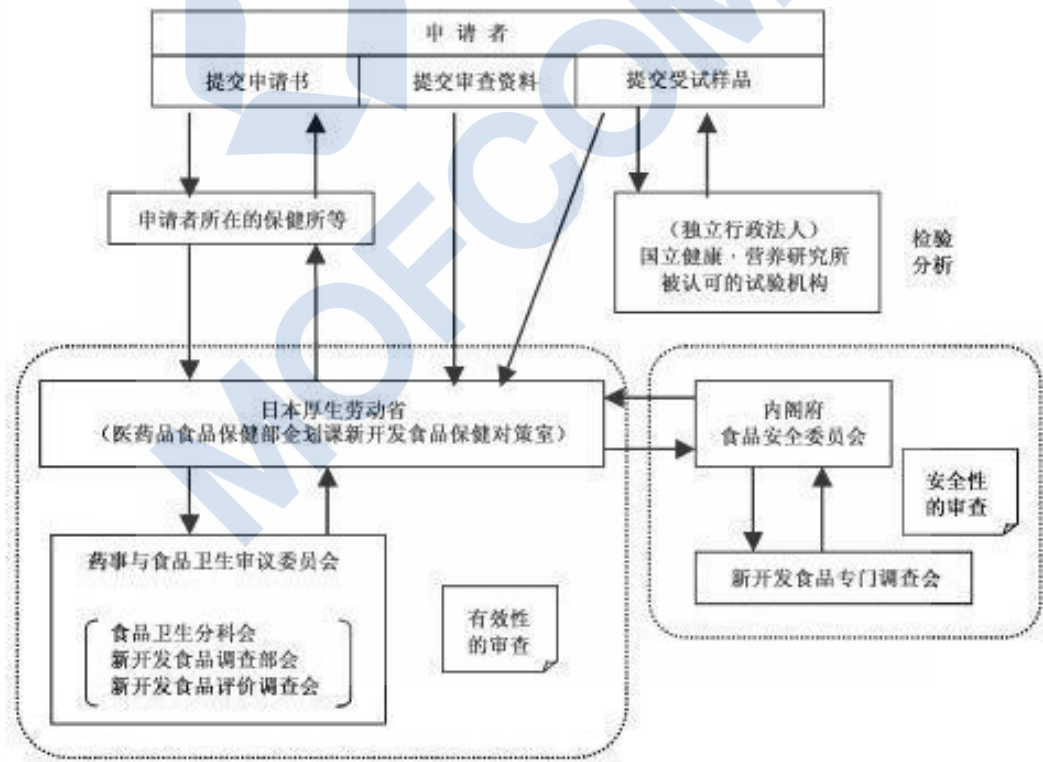 申请者
提交申请书
提交审查资料
提交受试样品
申请者所在的保健所等
（独立行政法人）
国立健康·营养研究所
被认可的试验机构
检验
分析
日本厚生劳动省
（医药品食品保健部企划课新开发食品保健对策室）
内阁府
食品安全委员会
安全性
的审查
药事与食品卫生审议委员会
食品卫生分科会
新开发食品调查部会
新开发食品评价调查会
有效性
的审查
新开发食品专门调查会
MOFCOM